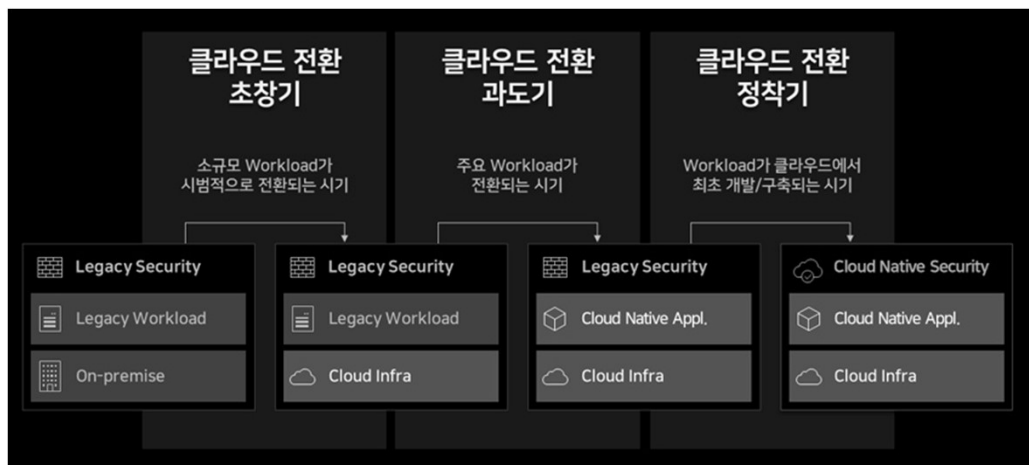 클라우드 전환
초창기
소규모 Workload가
시범적으로 전환되는 시기
클라우드 전환
과도기
주요 Workload가
전환되는 시기
클라우드 전환
정착기
Workload가 클라우드에서
최초 개발/구축되는 시기
Legacy Security
Legacy Workload
On-premise
Legacy Security
Legacy Workload
Cloud Infra
Legacy Security
Cloud Native Appl.
Cloud Infra
Cloud Native Security
Cloud Native Appl.
Cloud Infra